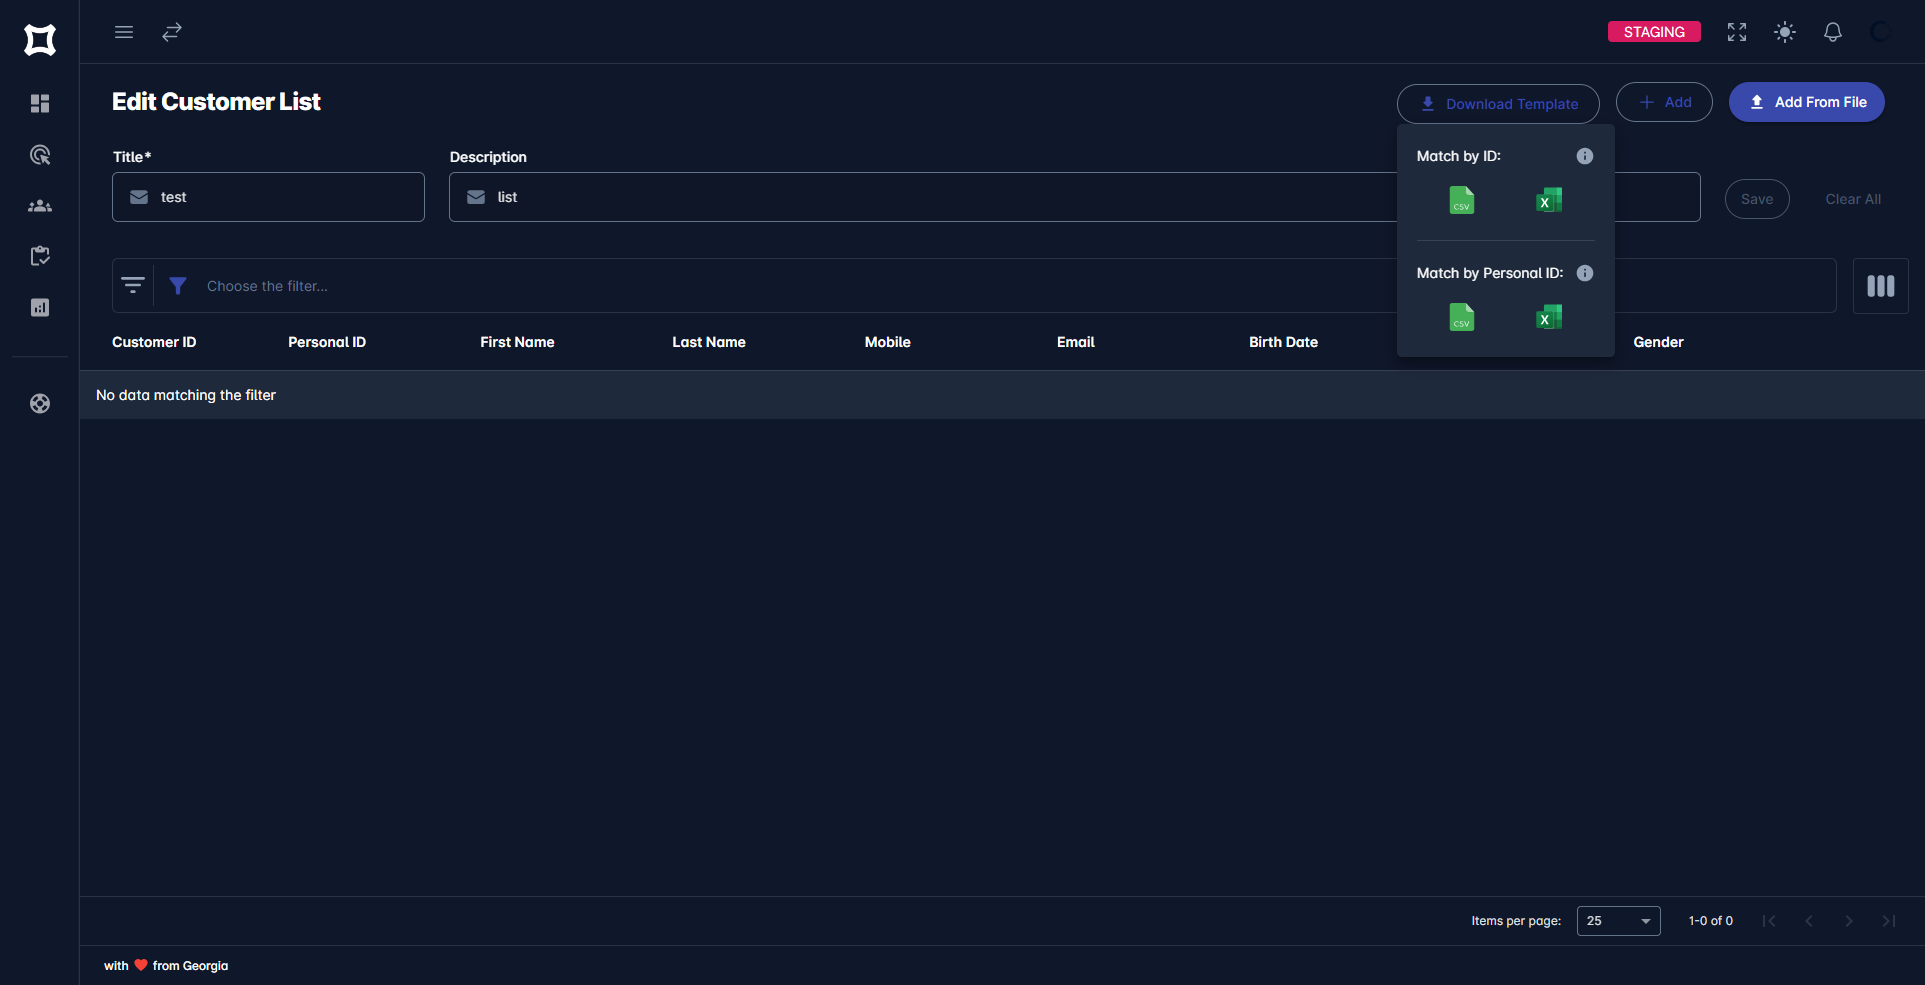 STAGING
Edit Customer List
Download Template
Add
Add From File
Title*
Description
test
list
Save
Clear All
Match by ID:
CSV
X
Match by Personal ID:
CSV
X
Choose the filter...
Customer ID
Personal ID
First Name
Last Name
Mobile
Email
Birth Date
Gender
No data matching the filter
Items per page:
25
1-0 of 0
with ❤ from Georgia